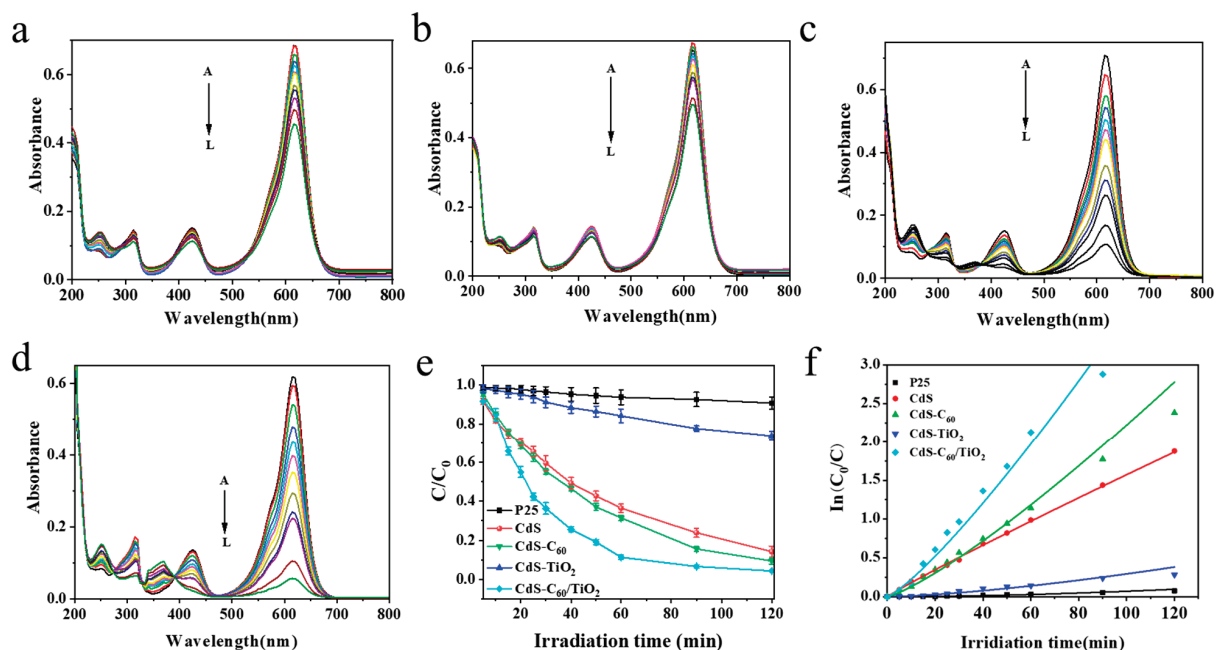 a
Absorbance
0.6
0.4
0.2
0.0
A
L
200 300 400 500 600 700 800
Wavelength(nm)
b
Absorbance
0.6
0.4
0.2
0.0
A
L
200 300 400 500 600 700 800
Wavelength(nm)
c
Absorbance
0.6
0.4
0.2
0.0
A
L
200 300 400 500 600 700 800
Wavelength(nm)
d
Absorbance
0.6
0.4
0.2
0.0
A
L
200 300 400 500 600 700 800
Wavelength(nm)
e
C/C0
1.0
0.8
0.6
0.4
0.2
0.0
P25
CdS
CdS-C60
CdS-TiO2
CdS-C60/TiO2
20 40 60 80 100 120
Irradiation time (min)
f
In (C0/C)
3.0
2.5
2.0
1.5
1.0
0.5
0.0
P25
CdS
CdS-C60
CdS-TiO2
CdS-C60/TiO2
0 20 40 60 80 100 120
Irridiation time(min)